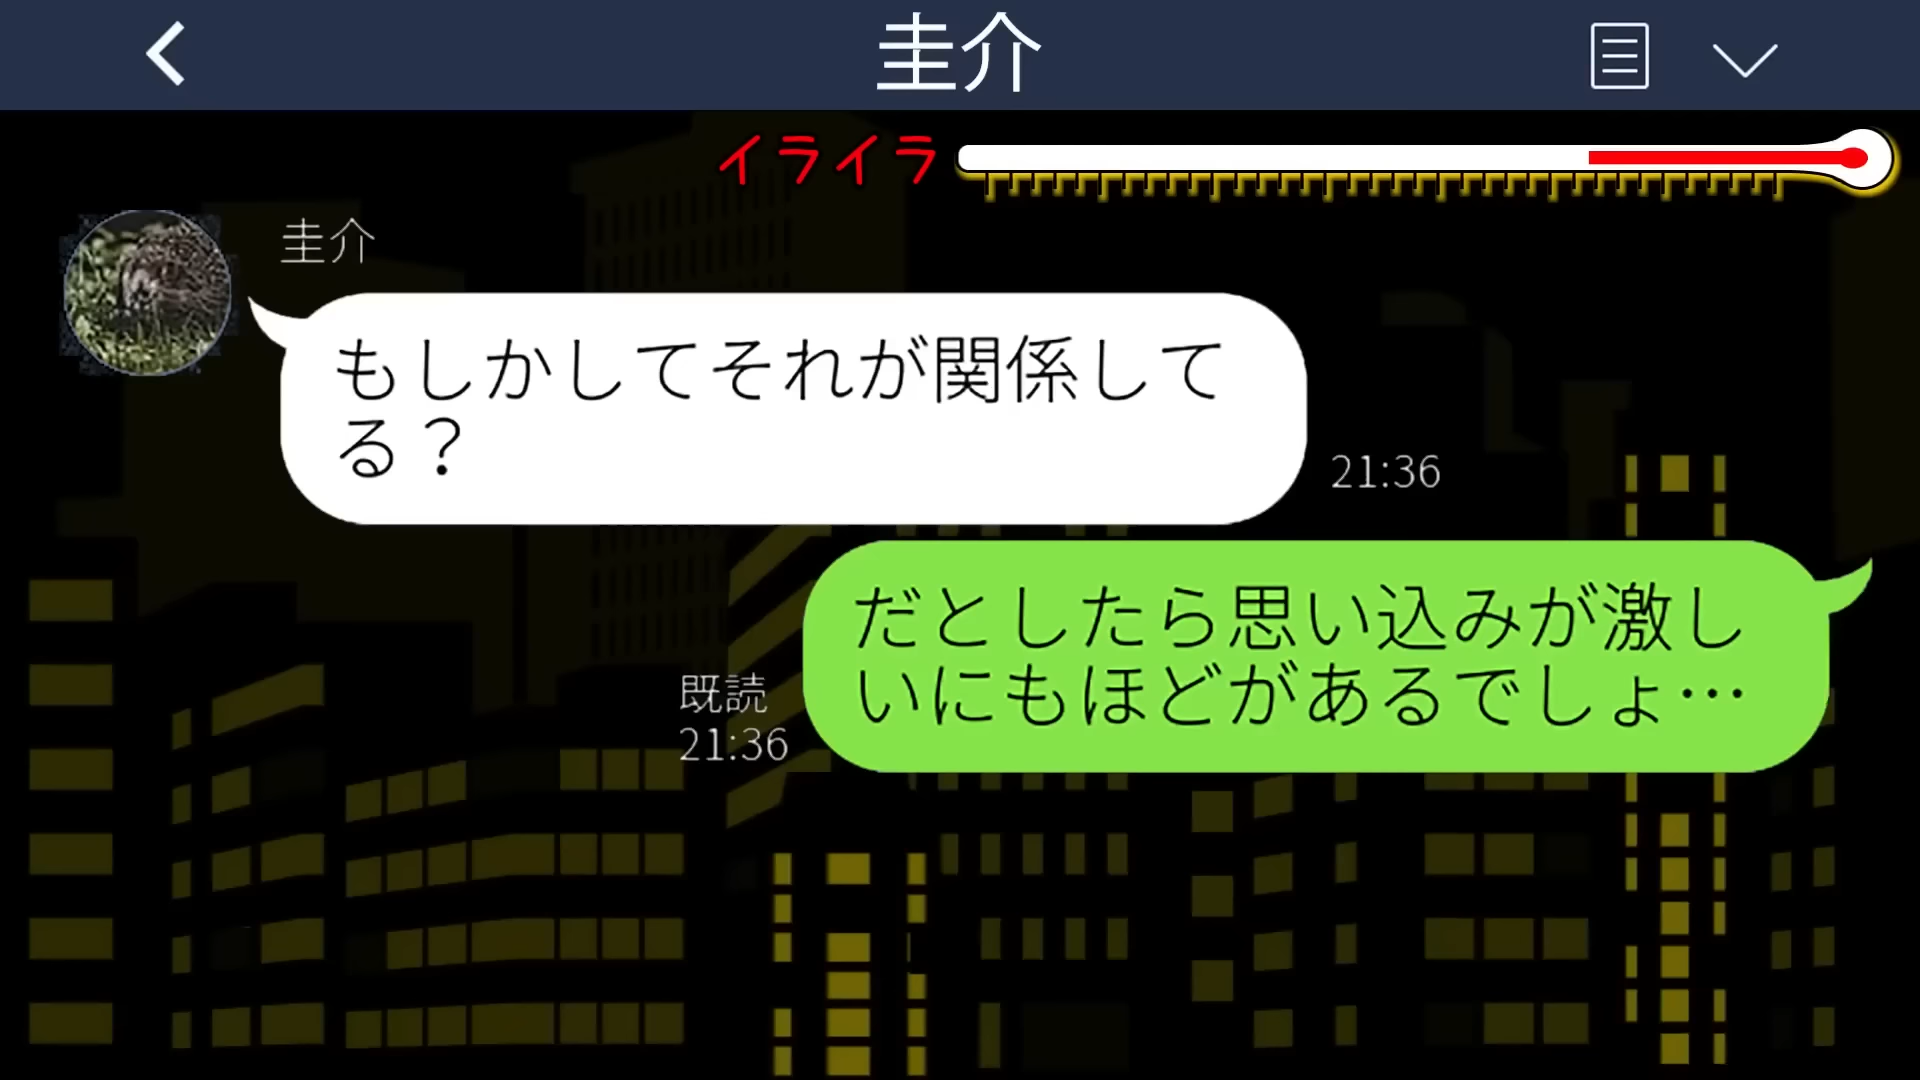 圭介
イライラ
圭介
もしかしてそれが関係して
る？
21:36
だとしたら思い込みが激し
いにもほどがあるでしょ…
既読
21:36